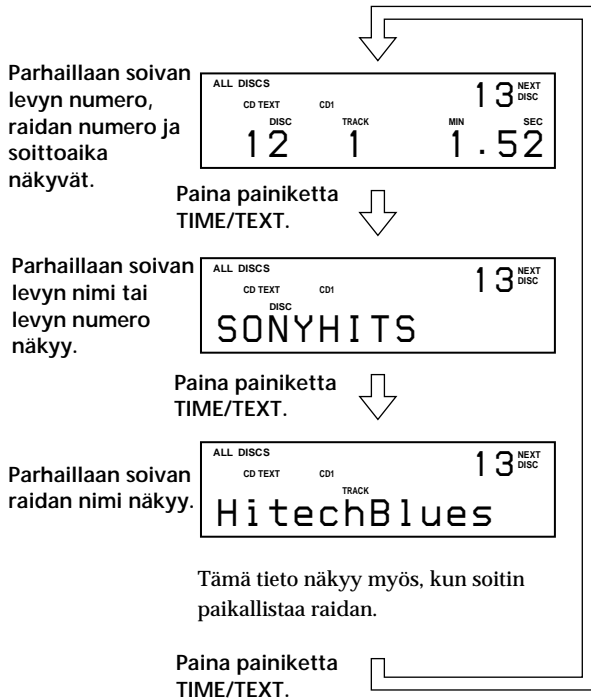 Parhaillaan soivan
levyn numero,
raidan numero ja
soittoaika
näkyvät.
ALL DISCS
CD TEXT CD1
13 NEXT DISC
DISC TRACK MIN SEC
12 1 1.52
Paina painiketta
TIME/TEXT.
Parhaillaan soivan
levyn nimi tai
levyn numero
näkyy.
ALL DISCS
CD TEXT CD1
13 NEXT DISC
DISC
SONYHITS
Paina painiketta
TIME/TEXT.
Parhaillaan soivan
raidan nimi näkyy.
ALL DISCS
CD TEXT CD1
13 NEXT DISC
TRACK
HitechBlues
Tämä tieto näkyy myös, kun soitin
paikallistaa raidan.
Paina painiketta
TIME/TEXT.